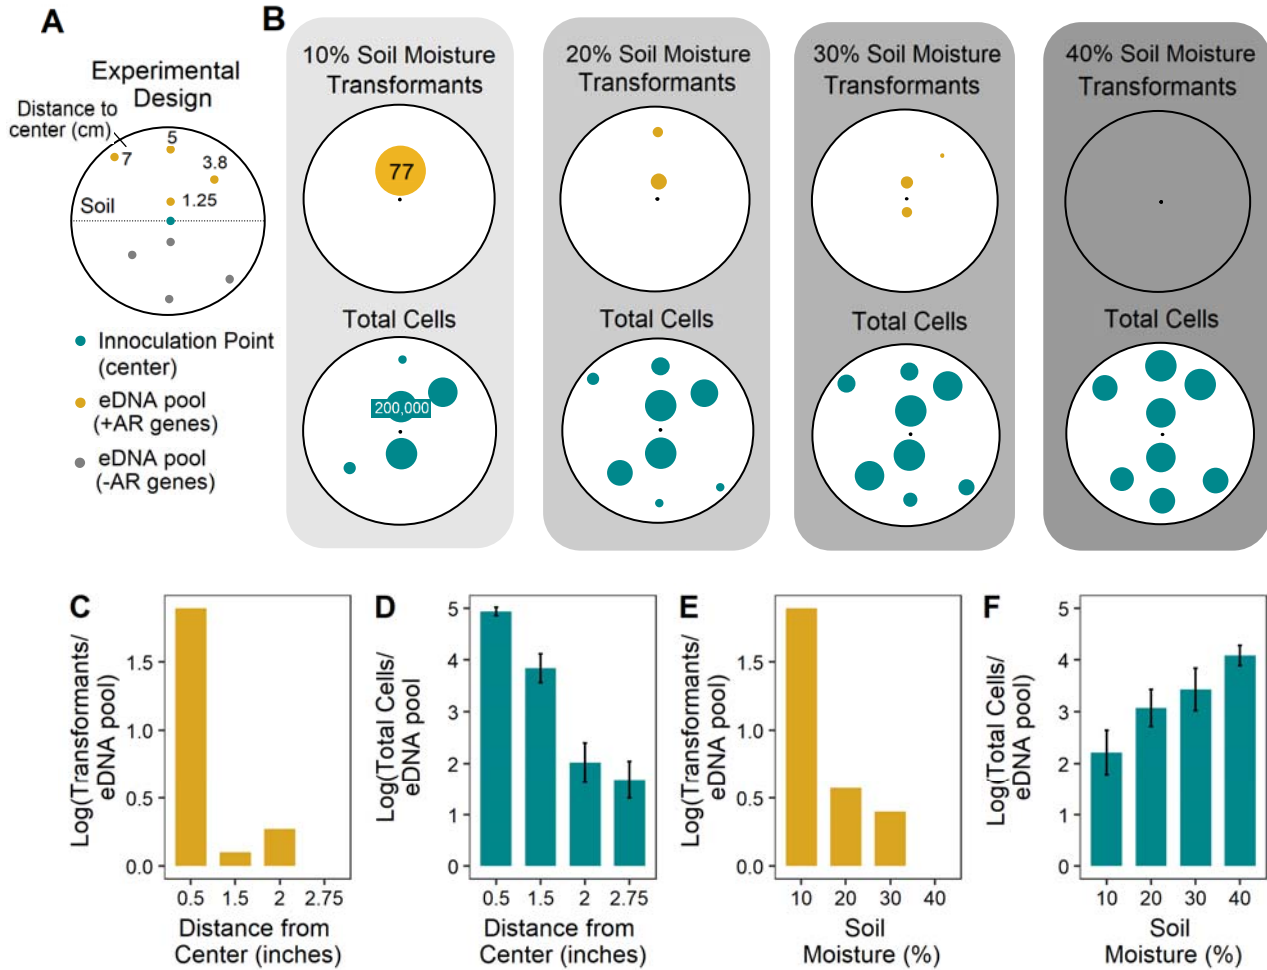 A
Experimental
Design
Distance to
center (cm)
5
7
3.8
1.25
Soil
Innoculation Point
(center)
eDNA pool
(+AR genes)
eDNA pool
(-AR genes)
B
10% Soil Moisture
Transformants
77
Total Cells
200,000
20% Soil Moisture
Transformants
Total Cells
30% Soil Moisture
Transformants
Total Cells
40% Soil Moisture
Transformants
Total Cells
C
Log(Transformants/
eDNA pool)
1.5
1.0
0.5
0.0
0.5 1.5 2 2.75
Distance from
Center (inches)
D
Log(Total Cells/
eDNA pool
5
4
3
2
1
0
0.5 1.5 2 2.75
Distance from
Center (inches)
E
Log(Transformants/
eDNA pool)
1.5
1.0
0.5
0.0
10 20 30 40
Soil
Moisture (%)
F
Log(Total Cells/
eDNA pool)
5
4
3
2
1
0
10 20 30 40
Soil
Moisture (%)